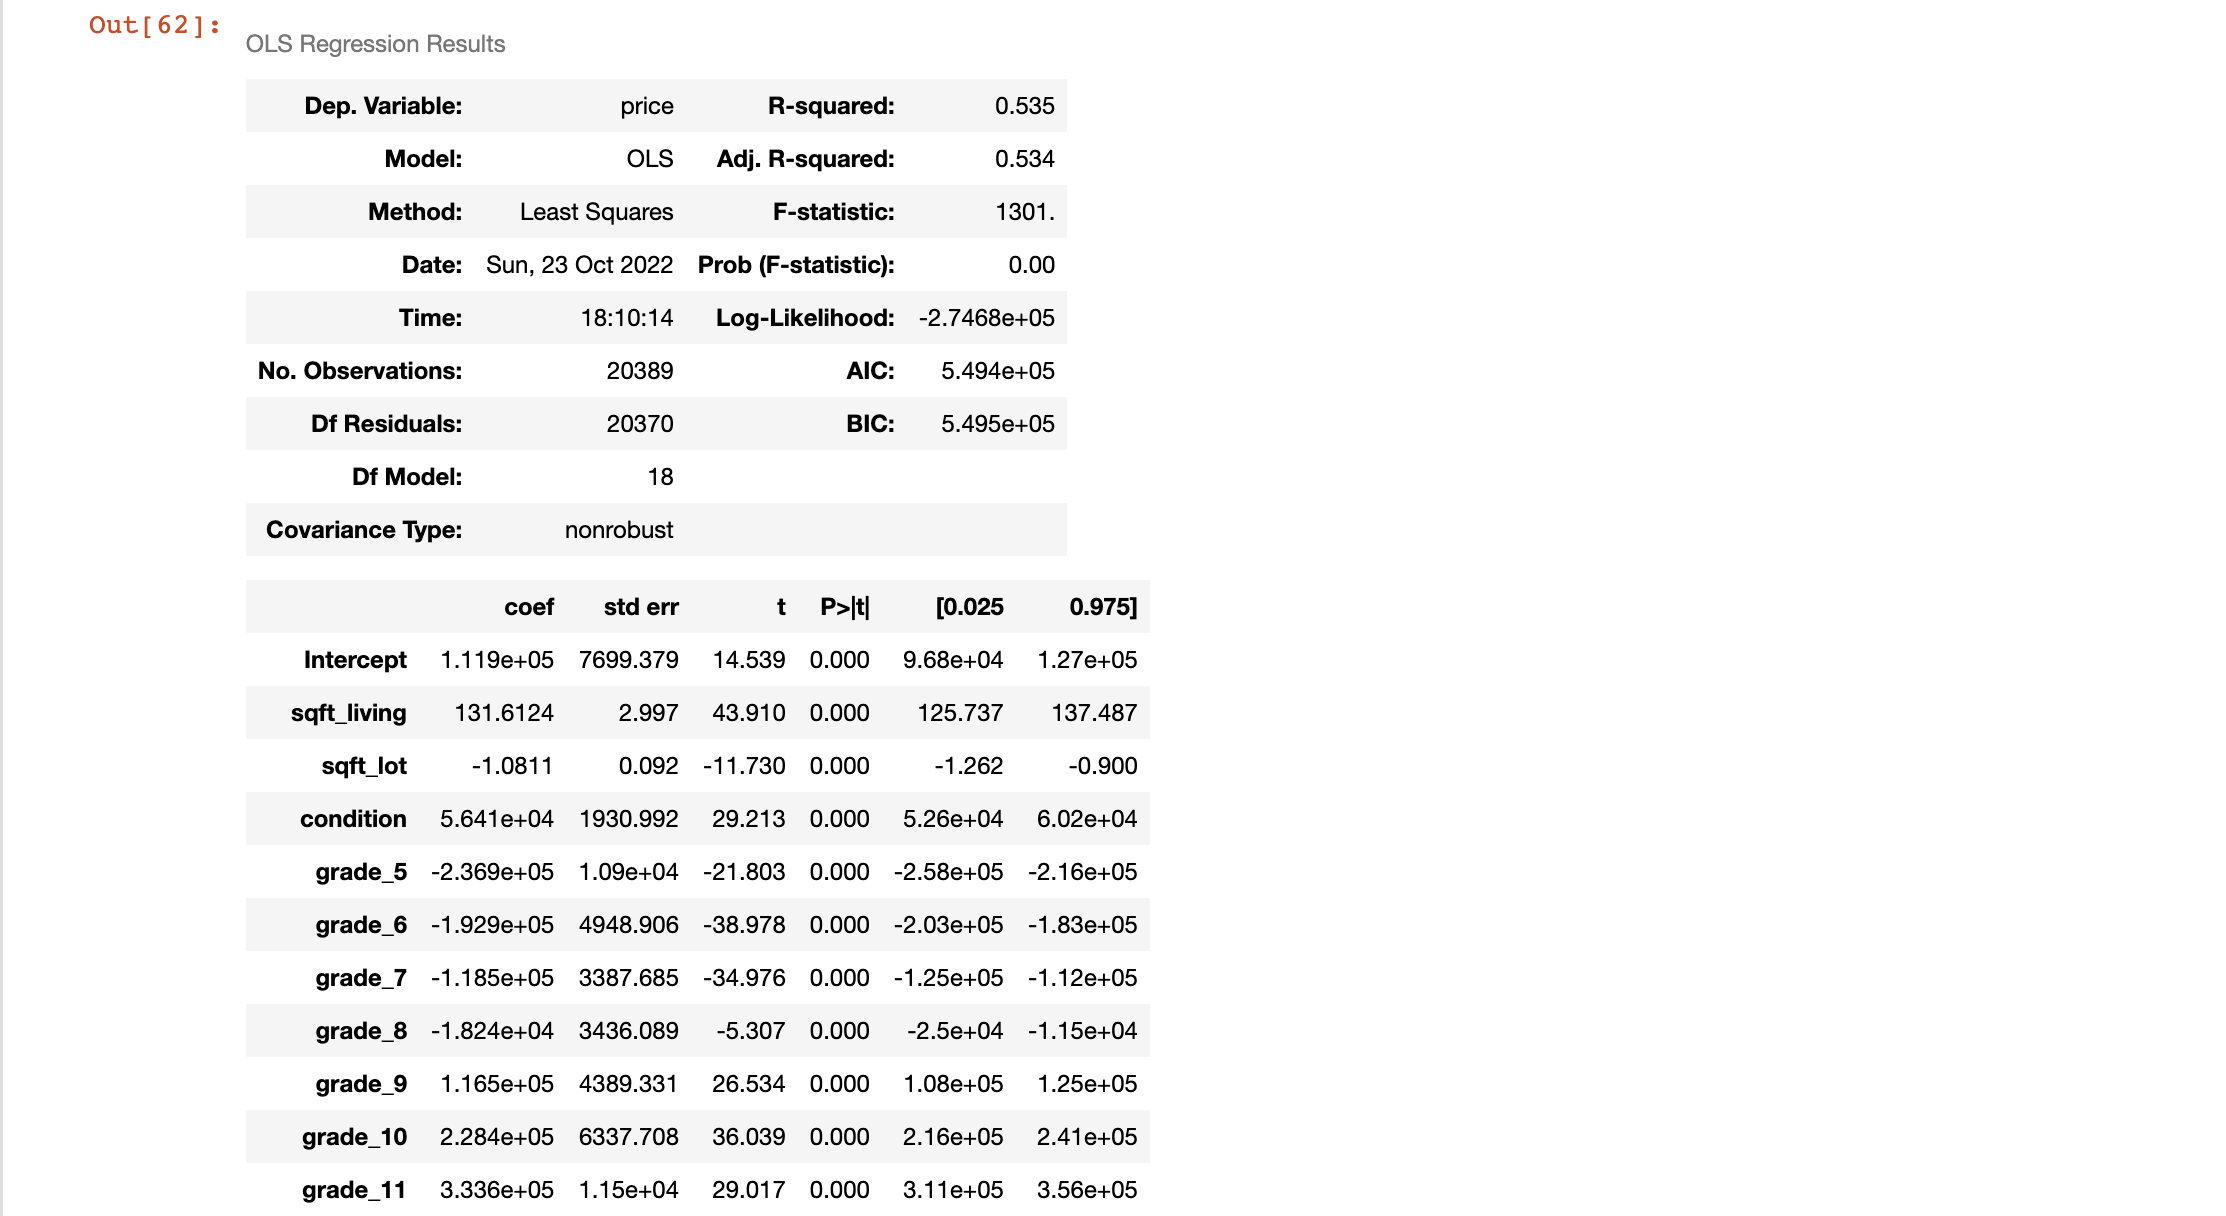 Out[62]:
OLS Regression Results
Dep. Variable: price R-squared: 0.535
Model: OLS Adj. R-squared: 0.534
Method: Least Squares F-statistic: 1301.
Date: Sun, 23 Oct 2022 Prob (F-statistic): 0.00
Time: 18:10:14 Log-Likelihood: -2.7468e+05
No. Observations: 20389 AIC: 5.494e+05
Df Residuals: 20370 BIC: 5.495e+05
Df Model: 18
Covariance Type: nonrobust
coef std err t P>|t| [0.025 0.975]
Intercept 1.119e+05 7699.379 14.539 0.000 9.68e+04 1.27e+05
sqft_living 131.6124 2.997 43.910 0.000 125.737 137.487
sqft_lot -1.0811 0.092 -11.730 0.000 -1.262 -0.900
condition 5.641e+04 1930.992 29.213 0.000 5.26e+04 6.02e+04
grade_5 -2.369e+05 1.09e+04 -21.803 0.000 -2.58e+05 -2.16e+05
grade_6 -1.929e+05 4948.906 -38.978 0.000 -2.03e+05 -1.83e+05
grade_7 -1.185e+05 3387.685 -34.976 0.000 -1.25e+05 -1.12e+05
grade_8 -1.824e+04 3436.089 -5.307 0.000 -2.5e+04 -1.15e+04
grade_9 1.165e+05 4389.331 26.534 0.000 1.08e+05 1.25e+05
grade_10 2.284e+05 6337.708 36.039 0.000 2.16e+05 2.41e+05
grade_11 3.336e+05 1.15e+04 29.017 0.000 3.11e+05 3.56e+05